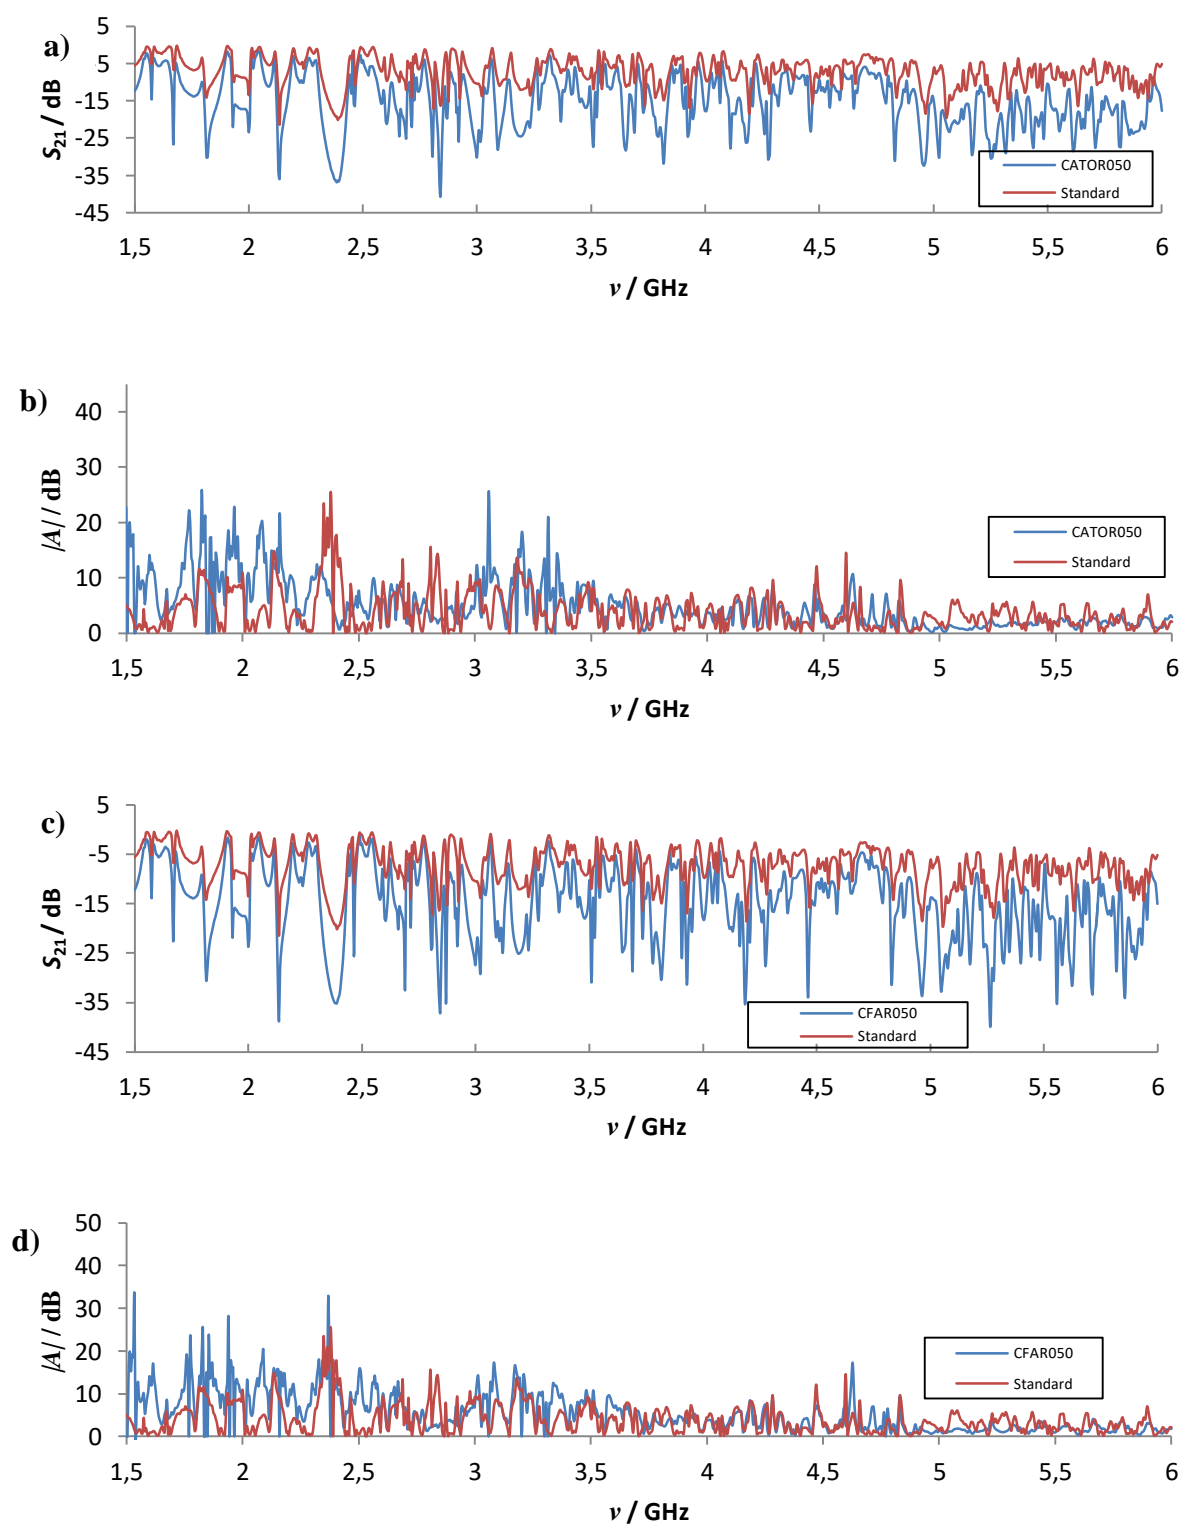 a)
5
-5
-15
-25
-35
-45
S21 / dB
CATOR050
Standard
1,5 2 2,5 3 3,5 4 4,5 5 5,5 6
ν / GHz
b)
40
30
20
10
0
|A| / dB
CATOR050
Standard
1,5 2 2,5 3 3,5 4 4,5 5 5,5 6
ν / GHz
c)
5
-5
-15
-25
-35
-45
S21 / dB
CFAR050
Standard
1,5 2 2,5 3 3,5 4 4,5 5 5,5 6
ν / GHz
d)
50
40
30
20
10
0
|A| / dB
CFAR050
Standard
1,5 2 2,5 3 3,5 4 4,5 5 5,5 6
ν / GHz